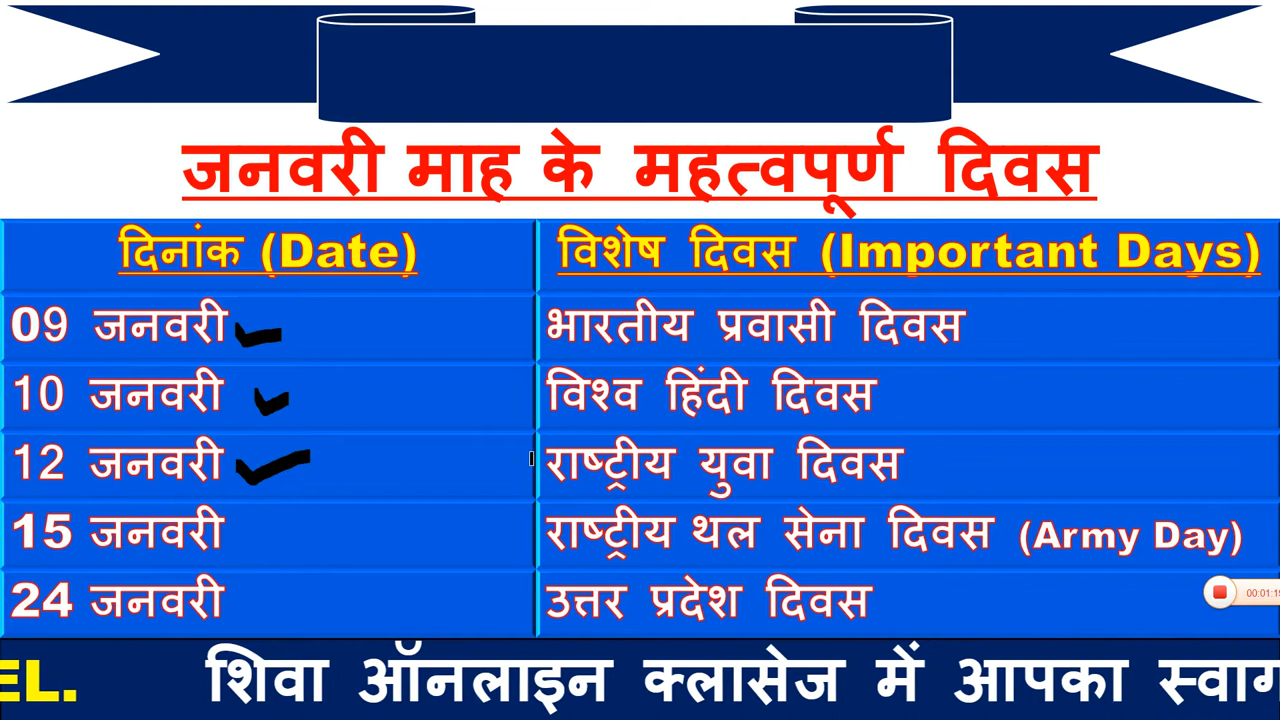 जनवरी माह के महत्वपूर्ण दिवस
दिनांक (Date) विशेष दिवस (Important Days)
09 जनवरी भारतीय प्रवासी दिवस
10 जनवरी विश्व हिंदी दिवस
12 जनवरी राष्ट्रीय युवा दिवस
15 जनवरी राष्ट्रीय थल सेना दिवस (Army Day)
24 जनवरी उत्तर प्रदेश दिवस
EL. शिवा ऑनलाइन क्लासेज में आपका स्वाग